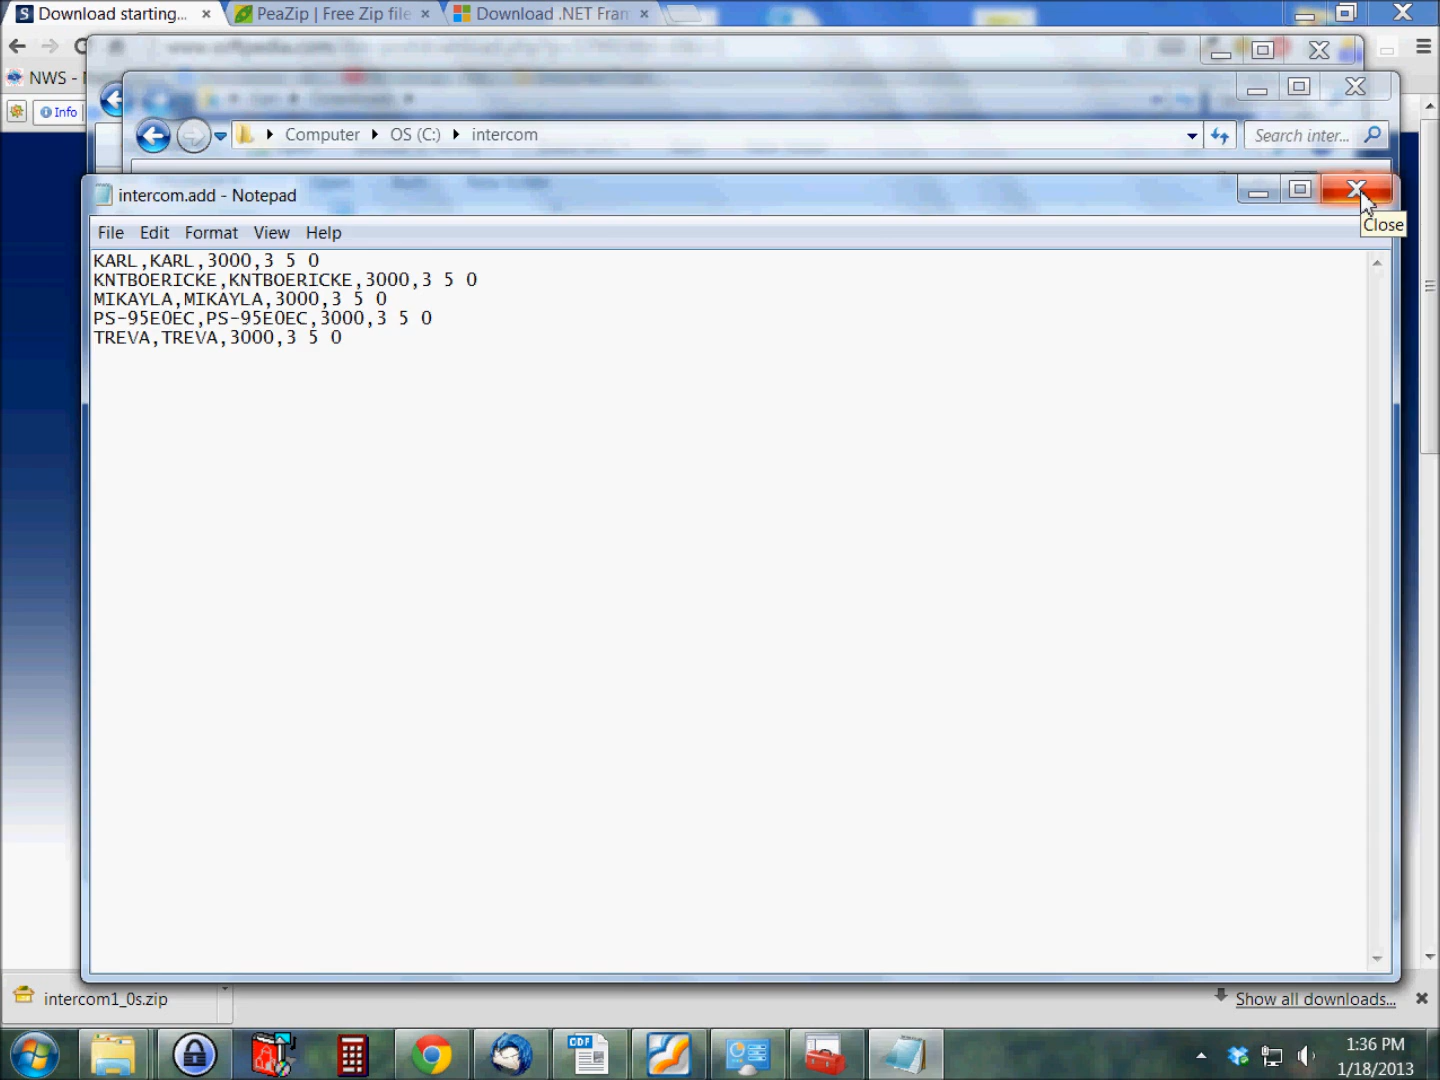 Download starting... × PeaZip | Free Zip file × Download .NET Fran ×
NWS -
Info
Computer OS (C:) intercom Search inter...
intercom.add - Notepad
Close
File Edit Format View Help
KARL,KARL,3000,3 5 0
KNTBOERICKE,KNTBOERICKE,3000,3 5 0
MIKAYLA,MIKAYLA,3000,3 5 0
PS-95E0EC,PS-95E0EC,3000,3 5 0
TREVA,TREVA,3000,3 5 0
intercom1_0s.zip Show all downloads...
ODF
1:36 PM
1/18/2013